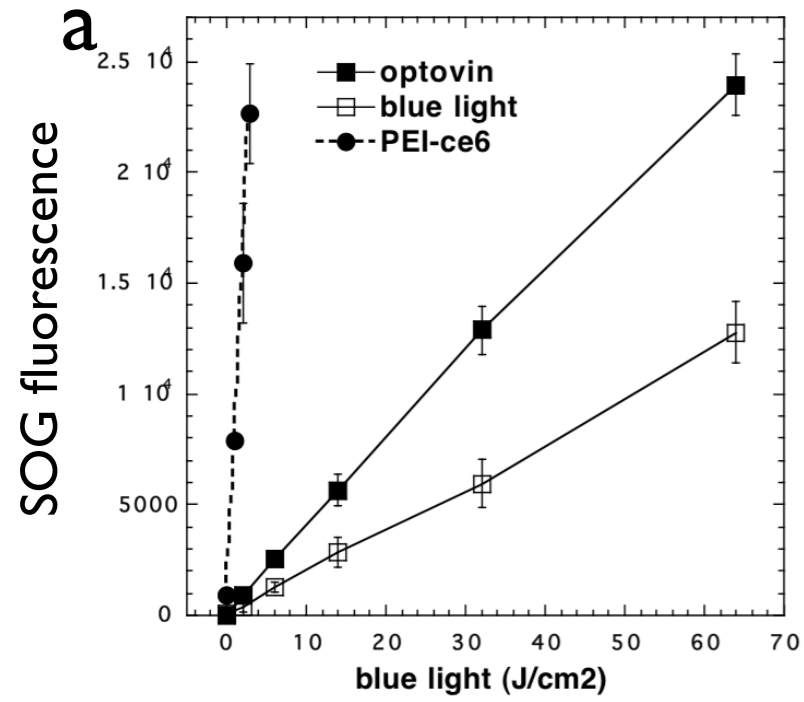 a
optovin
blue light
PEI-ce6
2.5 10^4
2 10^4
1.5 10^4
1 10^4
5000
0
SOG fluorescence
0 10 20 30 40 50 60 70
blue light (J/cm2)